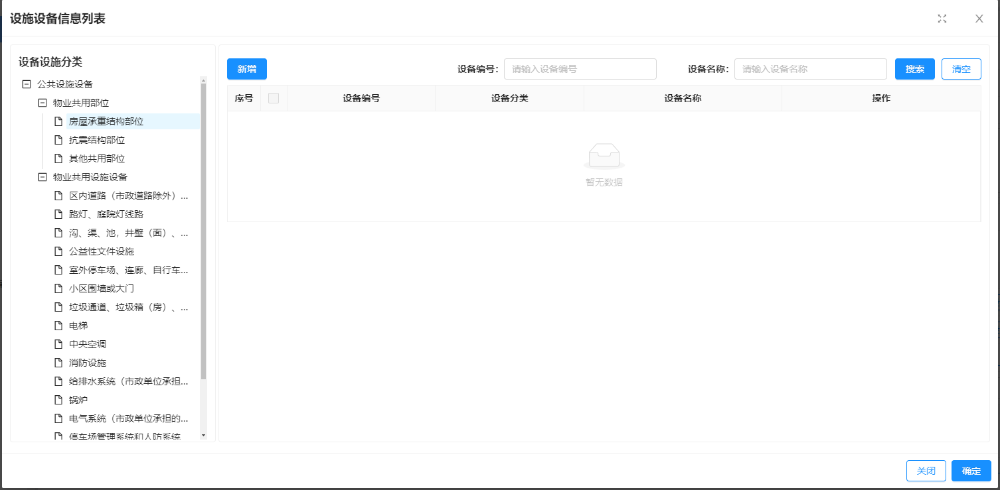 设施设备信息列表
设备设施分类
公共设施设备
物业共用部位
房屋承重结构部位
抗震结构部位
其他共用部位
物业共用设施设备
区内道路（市政道路除外）...
路灯、庭院灯线路
沟、渠、池，井壁（面）、...
公益性文件设施
室外停车场、连廊、自行车...
小区围墙或大门
垃圾通道、垃圾箱（房）、...
电梯
中央空调
消防设施
给排水系统（市政单位承担...
锅炉
电气系统（市政单位承担的...
停车场管理系统和人防系统
新增 设备编号: 请输入设备编号 设备名称: 请输入设备名称 搜索 清空
序号 设备编号 设备分类 设备名称 操作
暂无数据
关闭 确定